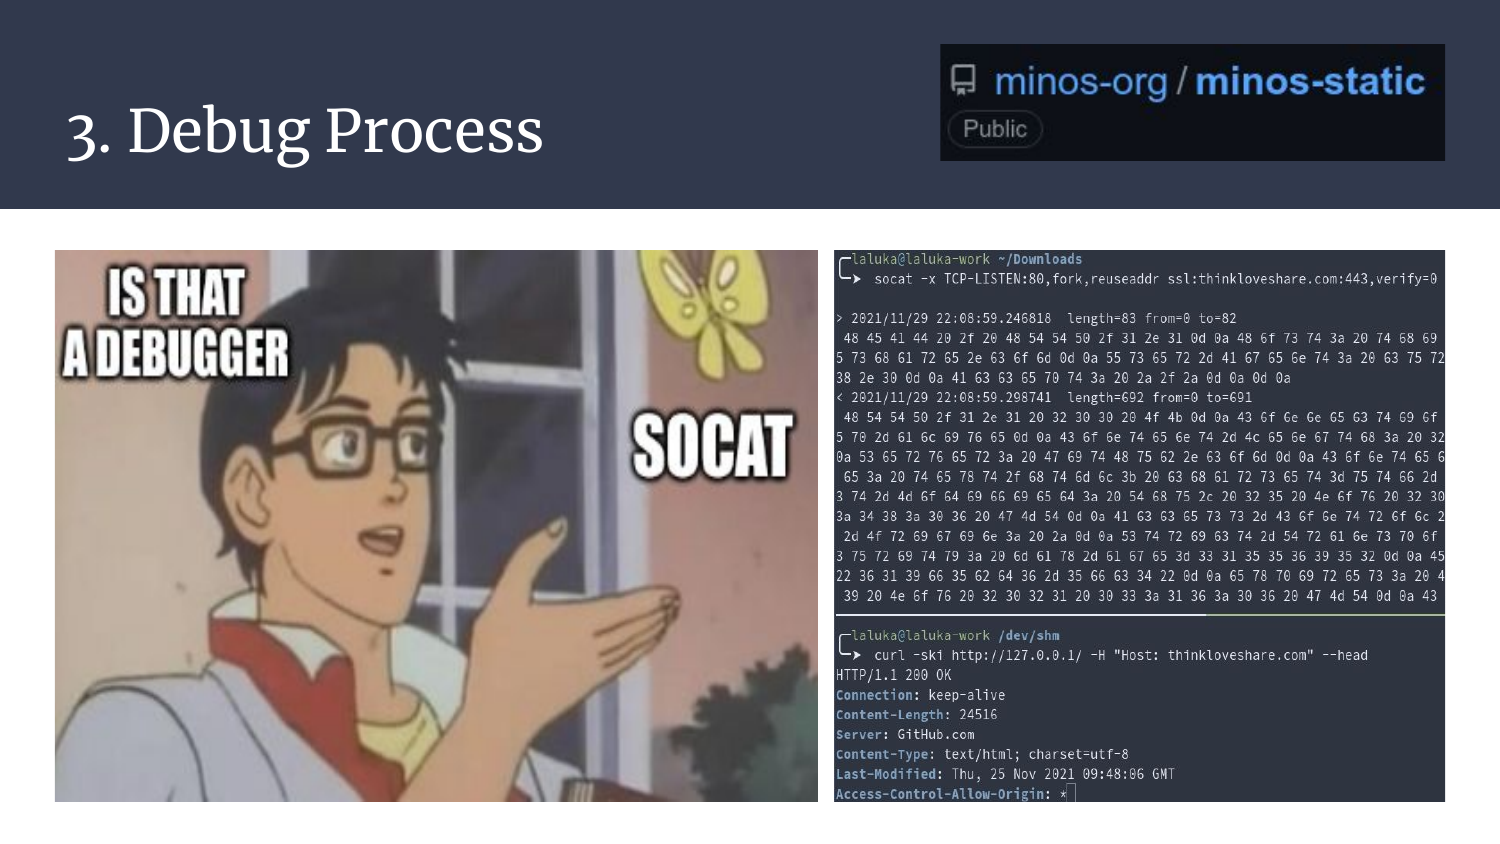 3. Debug Process
minos-org / minos-static
Public
IS THAT
A DEBUGGER
SOCAT
laluka@laluka-work ~/Downloads
socat -x TCP-LISTEN:80,fork,reuseaddr ssl:thinkloveshare.com:443,verify=0
> 2021/11/29 22:08:59.246818 length=83 from=0 to=82
48 45 41 44 20 2f 20 48 54 54 50 2f 31 2e 31 0d 0a 48 6f 73 74 3a 20 74 68 69
5 73 68 61 72 65 2e 63 6f 6d 0d 0a 55 73 65 72 2d 41 67 65 6e 74 3a 20 63 75 72
38 2e 30 0d 0a 41 63 63 65 70 74 3a 20 2a 2f 2a 0d 0a 0d 0a
< 2021/11/29 22:08:59.298741 length=692 from=0 to=691
48 54 54 50 2f 31 2e 31 20 32 30 30 20 4f 4b 0d 0a 43 6f 6e 6e 65 63 74 69 6f
5 70 2d 61 6c 69 76 65 0d 0a 43 6f 6e 74 65 6e 74 2d 4c 65 6e 67 74 68 3a 20 32
0a 53 65 72 76 65 72 3a 20 47 69 74 48 75 62 2e 63 6f 6d 0d 0a 43 6f 6e 74 65 6
65 3a 20 74 65 78 74 2f 68 74 6d 6c 3b 20 63 68 61 72 73 65 74 3d 75 74 66 2d
3 74 2d 4d 6f 64 69 66 69 65 64 3a 20 54 68 75 2c 20 32 35 20 4e 6f 76 20 32 30
3a 34 38 3a 30 36 20 47 4d 54 0d 0a 41 63 63 65 73 73 2d 43 6f 6e 74 72 6f 6c 2
2d 4f 72 69 67 69 6e 3a 20 2a 0d 0a 53 74 72 69 63 74 2d 54 72 61 6e 73 70 6f
3 75 72 69 74 79 3a 20 6d 61 78 2d 61 67 65 3d 33 31 35 35 36 39 35 32 0d 0a 45
22 36 31 39 66 35 62 64 36 2d 35 66 63 34 22 0d 0a 65 78 70 69 72 65 73 3a 20 4
39 20 4e 6f 76 20 32 30 32 31 20 30 33 3a 31 36 3a 30 36 20 47 4d 54 0d 0a 43
laluka@laluka-work /dev/shm
curl -ski http://127.0.0.1/ -H "Host: thinkloveshare.com" --head
HTTP/1.1 200 OK
Connection: keep-alive
Content-Length: 24516
Server: GitHub.com
Content-Type: text/html; charset=utf-8
Last-Modified: Thu, 25 Nov 2021 09:48:06 GMT
Access-Control-Allow-Origin: *